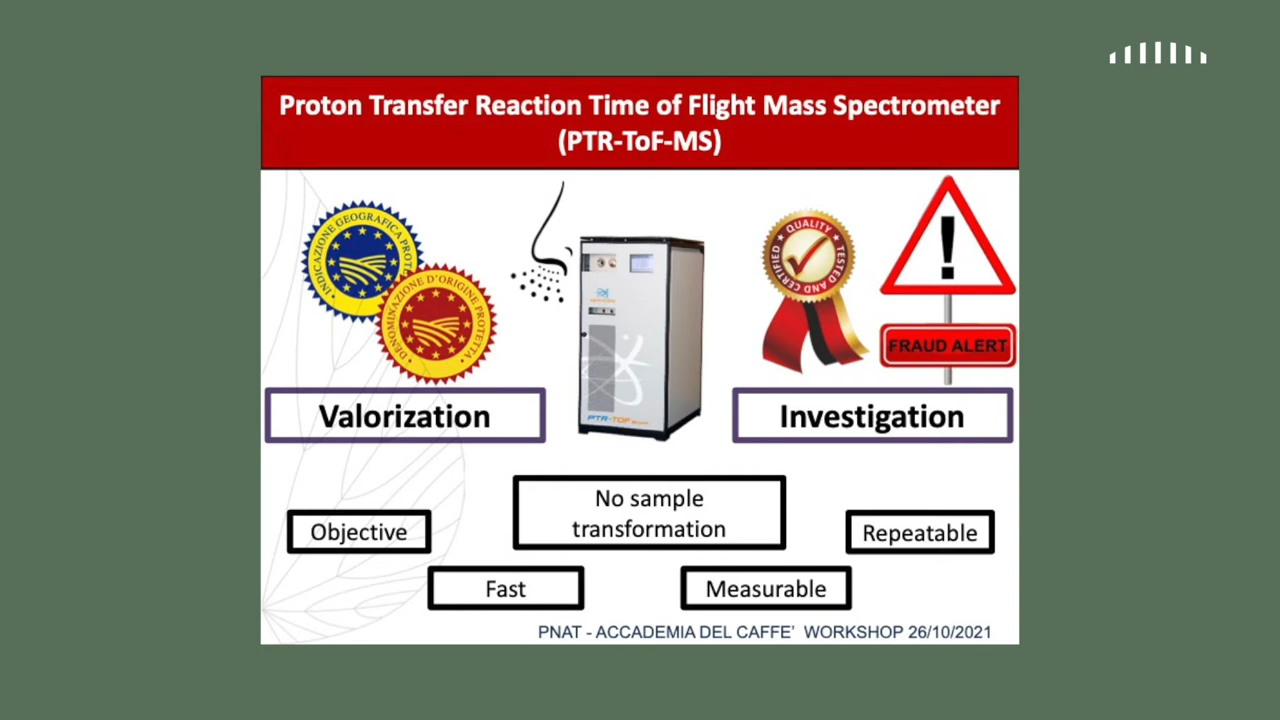 Proton Transfer Reaction Time of Flight Mass Spectrometer
(PTR-ToF-MS)
INDICAZIONE GEOGRAFICA
DENOMINAZIONE D'ORIGINE PROTETTA
QUALITY
TESTED AND CERTIFIED
FRAUD ALERT
PTR-TOF
Valorization
Investigation
No sample
transformation
Objective
Repeatable
Fast
Measurable
PNAT - ACCADEMIA DEL CAFFE' WORKSHOP 26/10/2021